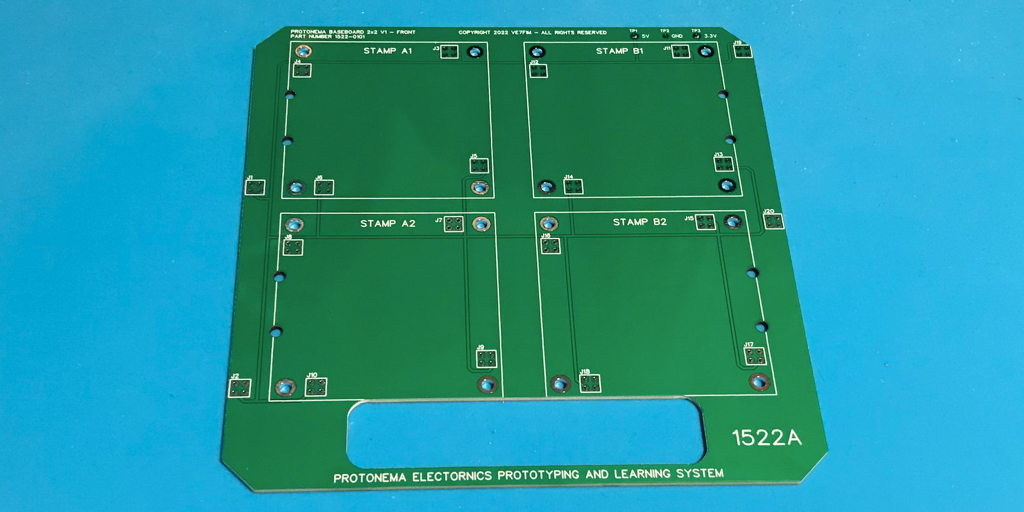 PROTONEMA BASEBOARD 2x2 V1 - FRONT
PART NUMBER 1522-0101
COPYRIGHT 2022 VE7FIM - ALL RIGHTS RESERVED
TP1 TP2 TP3
5V GND 3.3V
STAMP A1
J3
STAMP B1
J11
J19
J4
J12
J5
J13
J1
J6
J14
STAMP A2
J7
STAMP B2
J15
J20
J8
J16
J9
J17
J2
J10
J18
1522A
PROTONEMA ELECTORNICS PROTOTYPING AND LEARNING SYSTEM